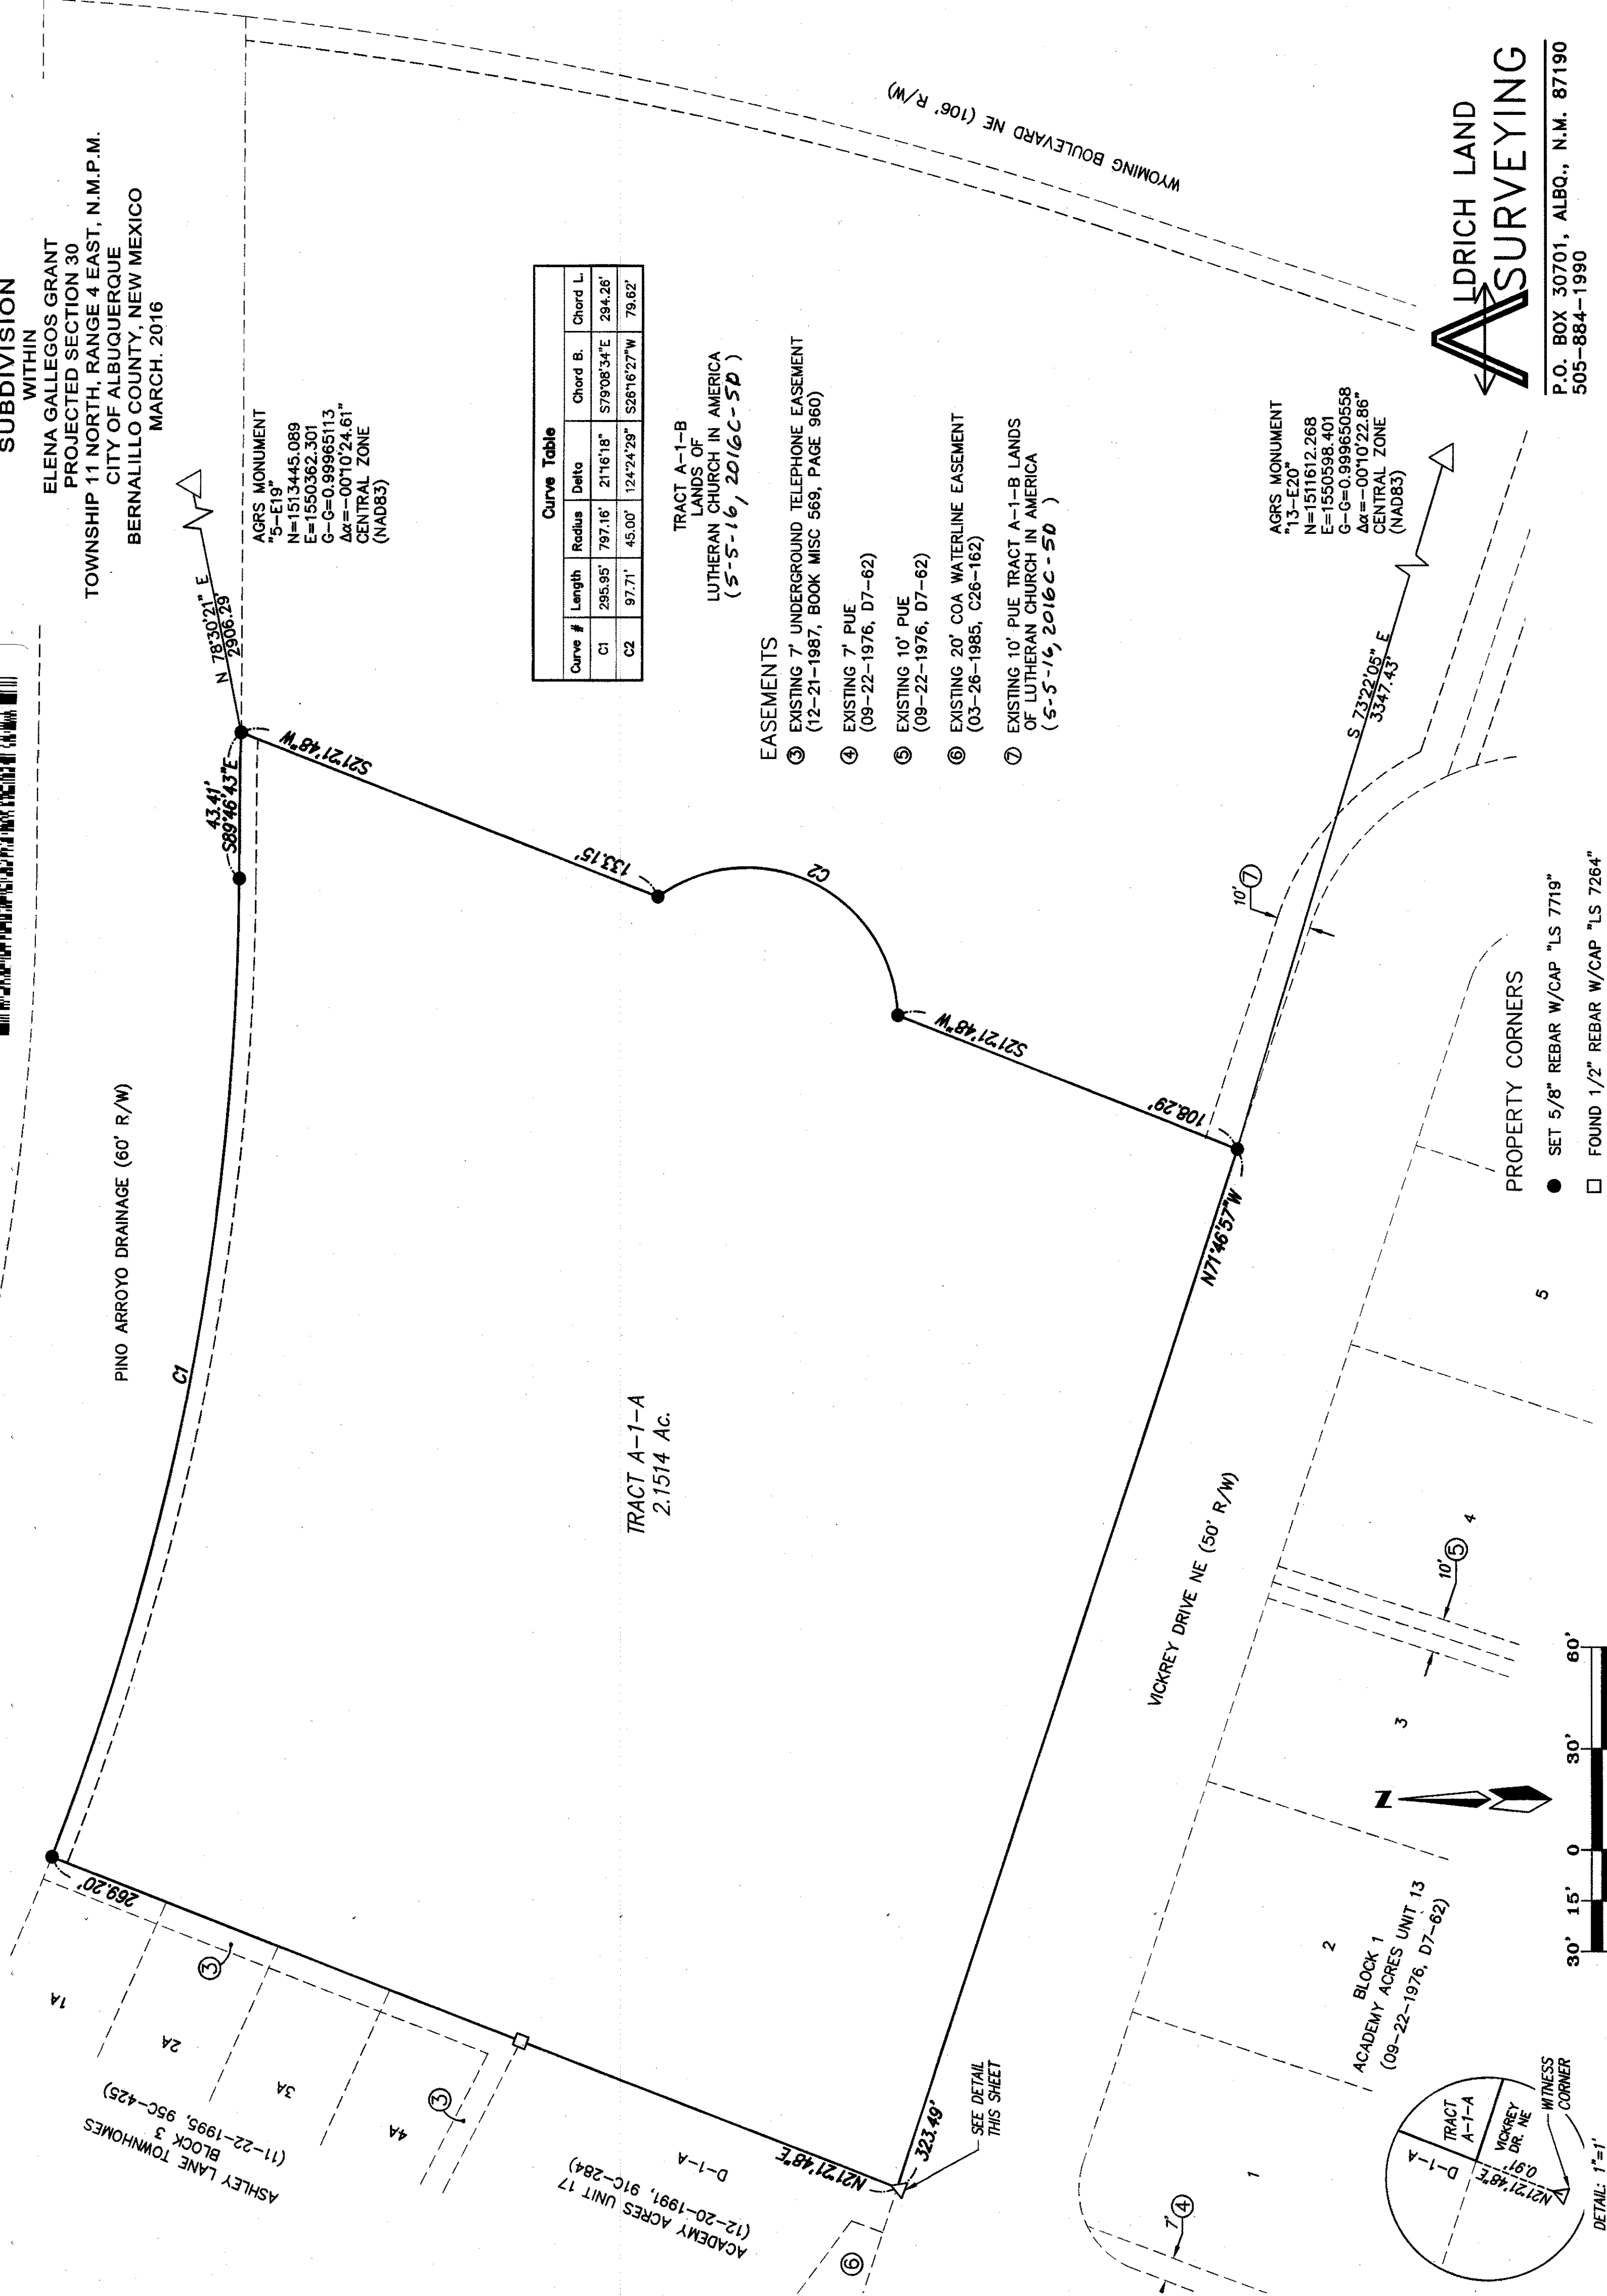 SUBDIVISION
WITHIN
ELENA GALLEGOS GRANT
PROJECTED SECTION 30
TOWNSHIP 11 NORTH, RANGE 4 EAST, N.M.P.M.
CITY OF ALBUQUERQUE
BERNALILLO COUNTY, NEW MEXICO
MARCH. 2016
N 78°30'21" E
2906.29'
AGRS MONUMENT
"5-E19"
N=1513445.089
E=1550362.301
G-G=0.99965113
Δα=-00°10'24.61"
CENTRAL ZONE
(NAD83)
WYOMING BOULEVARD NE (106' R/W)
PINO ARROYO DRAINAGE (60' R/W)
C1
43.41'
S89°46'43"E
S21°21'48"W
133.15'
C2
S21°21'48"W
108.29'
Curve Table
Curve # Length Radius Delta Chord B. Chord L.
C1 295.95' 797.16' 21°16'18" S79°08'34"E 294.26'
C2 97.71' 45.00' 124°24'29" S26°16'27"W 79.62'
TRACT A-1-B
LANDS OF
LUTHERAN CHURCH IN AMERICA
(5-5-16, 2016C-50 )
EASEMENTS
3 EXISTING 7' UNDERGROUND TELEPHONE EASEMENT
(12-21-1987, BOOK MISC 569, PAGE 960)
4 EXISTING 7' PUE
(09-22-1976, D7-62)
5 EXISTING 10' PUE
(09-22-1976, D7-62)
6 EXISTING 20' COA WATERLINE EASEMENT
(03-26-1985, C26-162)
7 EXISTING 10' PUE TRACT A-1-B LANDS
OF LUTHERAN CHURCH IN AMERICA
(5-5-16, 2016C-50 )
TRACT A-1-A
2.1514 Ac.
269.20'
3
1A
2A
3A
4A
ASHLEY LANE TOWNHOMES
BLOCK 3
(11-22-1995, 95C-425)
3
D-1-A
ACADEMY ACRES UNIT 17
(12-20-1991, 91C-284)
N21°21'48"E
323.49'
SEE DETAIL
THIS SHEET
6
N71°46'57"W
VICKREY DRIVE NE (50' R/W)
10' 7
S 73°22'05" E
3347.43'
AGRS MONUMENT
"13-E20"
N=1511612.268
E=1550598.401
G-G=0.999650558
Δα=-00°10'22.86"
CENTRAL ZONE
(NAD83)
7' 4
1
2
3
10' 5
4
5
BLOCK 1
ACADEMY ACRES UNIT 13
(09-22-1976, D7-62)
N
D-1-A
TRACT
A-1-A
VICKREY
DR. NE
0.91'
N21°21'48"E
WITNESS
CORNER
DETAIL: 1"=1'
30' 15' 0 30' 60'
PROPERTY CORNERS
SET 5/8" REBAR W/CAP "LS 7719"
FOUND 1/2" REBAR W/CAP "LS 7264"
ALDRICH LAND
SURVEYING
P.O. BOX 30701, ALBQ., N.M. 87190
505-884-1990